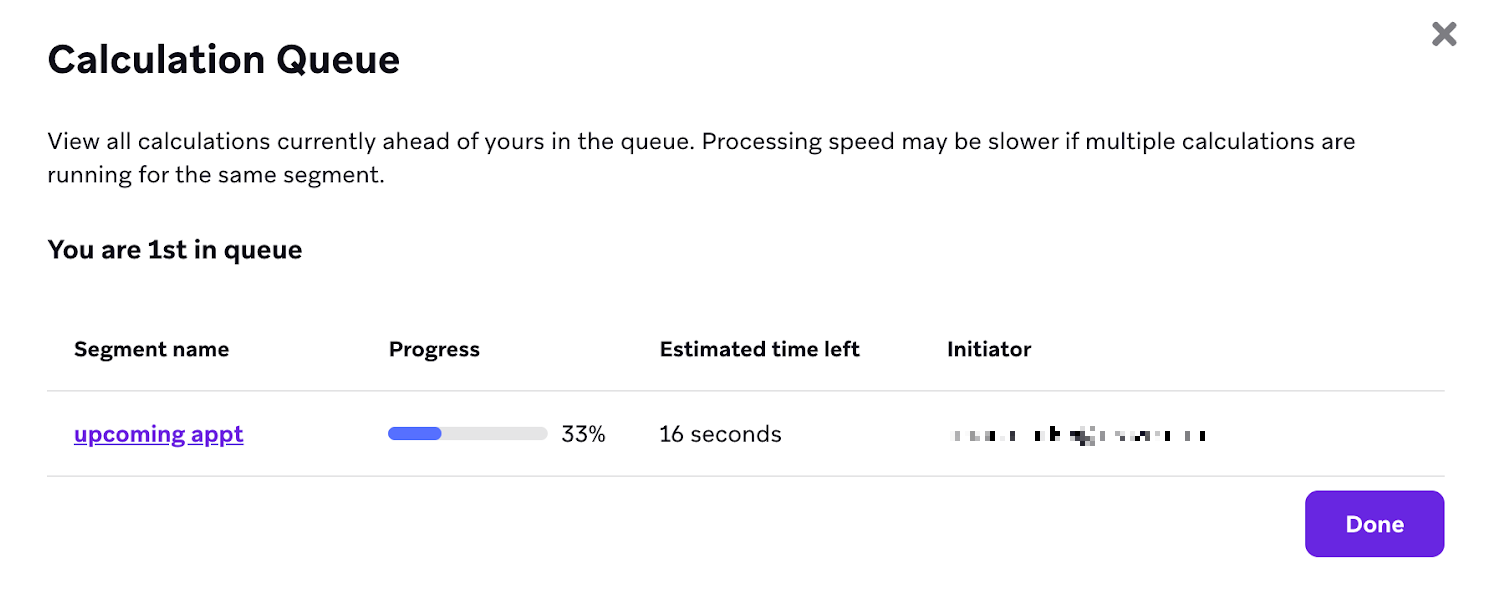 Calculation Queue
View all calculations currently ahead of yours in the queue. Processing speed may be slower if multiple calculations are
running for the same segment.
You are 1st in queue
Segment name Progress Estimated time left Initiator
upcoming appt 33% 16 seconds
Done